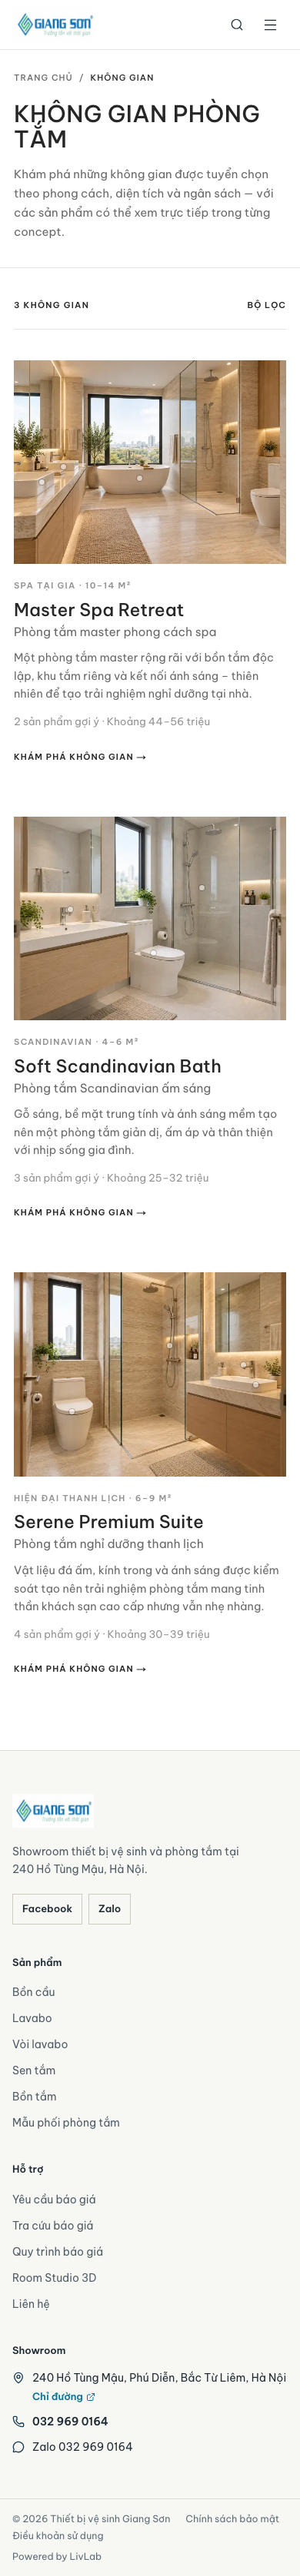 GIANG SƠN
TRANG CHỦ / KHÔNG GIAN
KHÔNG GIAN PHÒNG
TẮM
Khám phá những không gian được tuyển chọn
theo phong cách, diện tích và ngân sách — với
các sản phẩm có thể xem trực tiếp trong từng
concept.
3 KHÔNG GIAN
BỘ LỌC
SPA TẠI GIA · 10–14 M²
Master Spa Retreat
Phòng tắm master phong cách spa
Một phòng tắm master rộng rãi với bồn tắm độc
lập, khu tắm riêng và kết nối ánh sáng – thiên
nhiên để tạo trải nghiệm nghỉ dưỡng tại nhà.
2 sản phẩm gợi ý · Khoảng 44–56 triệu
KHÁM PHÁ KHÔNG GIAN →
SCANDINAVIAN · 4–6 M²
Soft Scandinavian Bath
Phòng tắm Scandinavian ấm sáng
Gỗ sáng, bề mặt trung tính và ánh sáng mềm tạo
nên một phòng tắm giản dị, ấm áp và thân thiện
với nhịp sống gia đình.
3 sản phẩm gợi ý · Khoảng 25–32 triệu
KHÁM PHÁ KHÔNG GIAN →
HIỆN ĐẠI THANH LỊCH · 6–9 M²
Serene Premium Suite
Phòng tắm nghỉ dưỡng thanh lịch
Vật liệu đá ấm, kính trong và ánh sáng được kiểm
soát tạo nên trải nghiệm phòng tắm mang tinh
thần khách sạn cao cấp nhưng vẫn nhẹ nhàng.
4 sản phẩm gợi ý · Khoảng 30–39 triệu
KHÁM PHÁ KHÔNG GIAN →
GIANG SƠN
Showroom thiết bị vệ sinh và phòng tắm tại
240 Hồ Tùng Mậu, Hà Nội.
Facebook
Zalo
Sản phẩm
Bồn cầu
Lavabo
Vòi lavabo
Sen tắm
Bồn tắm
Mẫu phối phòng tắm
Hỗ trợ
Yêu cầu báo giá
Tra cứu báo giá
Quy trình báo giá
Room Studio 3D
Liên hệ
Showroom
240 Hồ Tùng Mậu, Phú Diễn, Bắc Từ Liêm, Hà Nội
Chỉ đường
032 969 0164
Zalo 032 969 0164
© 2026 Thiết bị vệ sinh Giang Sơn
Chính sách bảo mật
Điều khoản sử dụng
Powered by LivLab